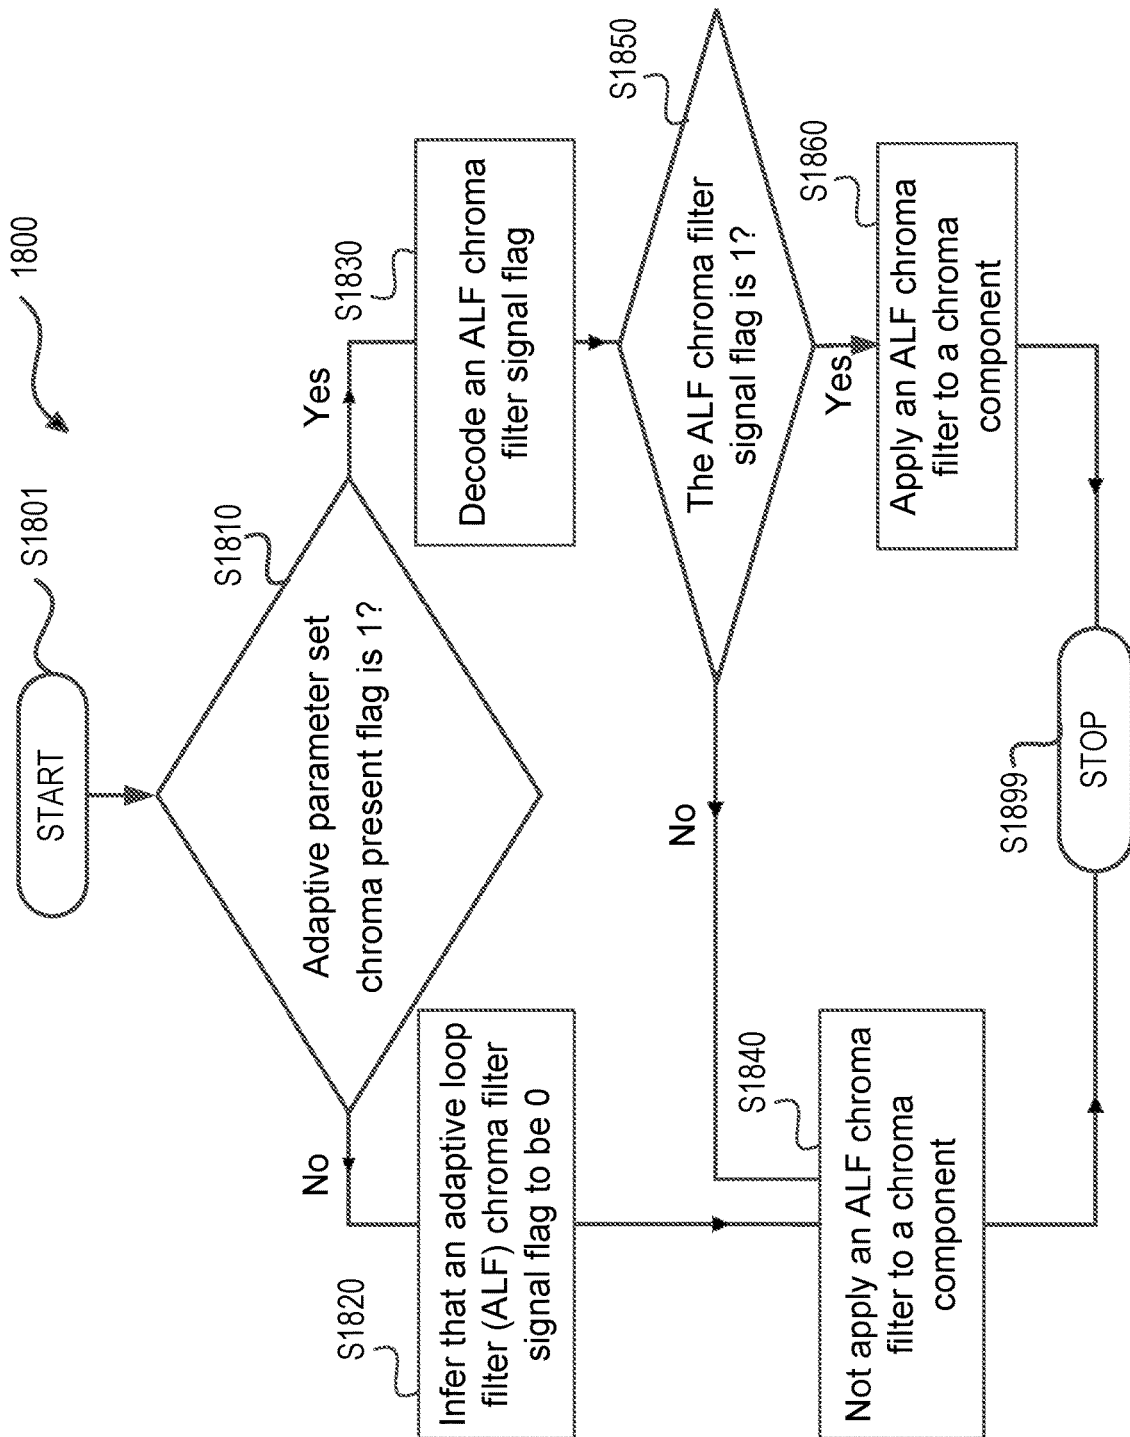 1800
START
S1801
Adaptive parameter set
chroma present flag is 1?
S1810
No
Yes
Infer that an adaptive loop
filter (ALF) chroma filter
signal flag to be 0
S1820
Decode an ALF chroma
filter signal flag
S1830
The ALF chroma filter
signal flag is 1?
S1850
No
Yes
Not apply an ALF chroma
filter to a chroma
component
S1840
Apply an ALF chroma
filter to a chroma
component
S1860
STOP
S1899